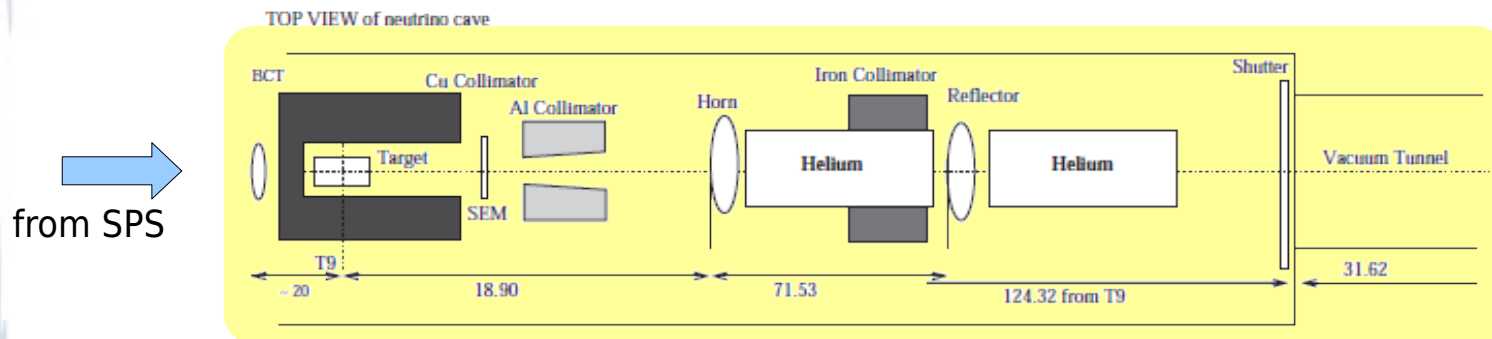 TOP VIEW of neutrino cave
BCT
Cu Collimator
Al Collimator
Horn
Iron Collimator
Reflector
Shutter
Target
Helium
Helium
Vacuum Tunnel
from SPS
SEM
T9
~ 20
18.90
71.53
124.32 from T9
31.62